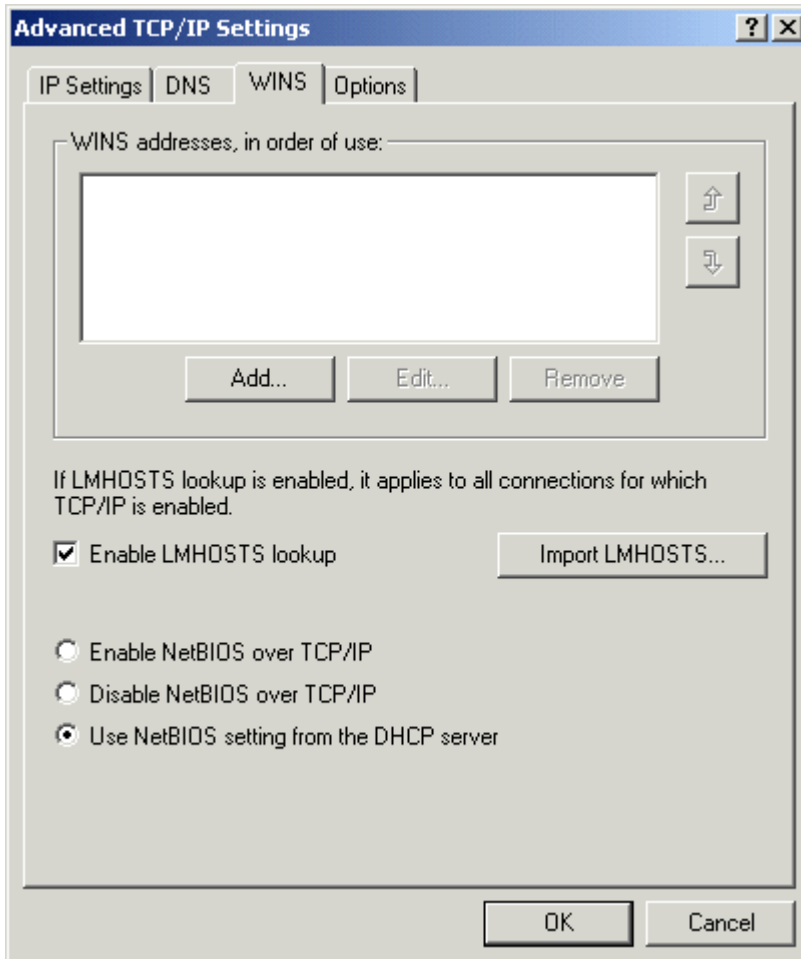 Advanced TCP/IP Settings
IP Settings DNS WINS Options
WINS addresses, in order of use:
Add... Edit... Remove
If LMHOSTS lookup is enabled, it applies to all connections for which
TCP/IP is enabled.
Enable LMHOSTS lookup Import LMHOSTS...
Enable NetBIOS over TCP/IP
Disable NetBIOS over TCP/IP
Use NetBIOS setting from the DHCP server
OK Cancel